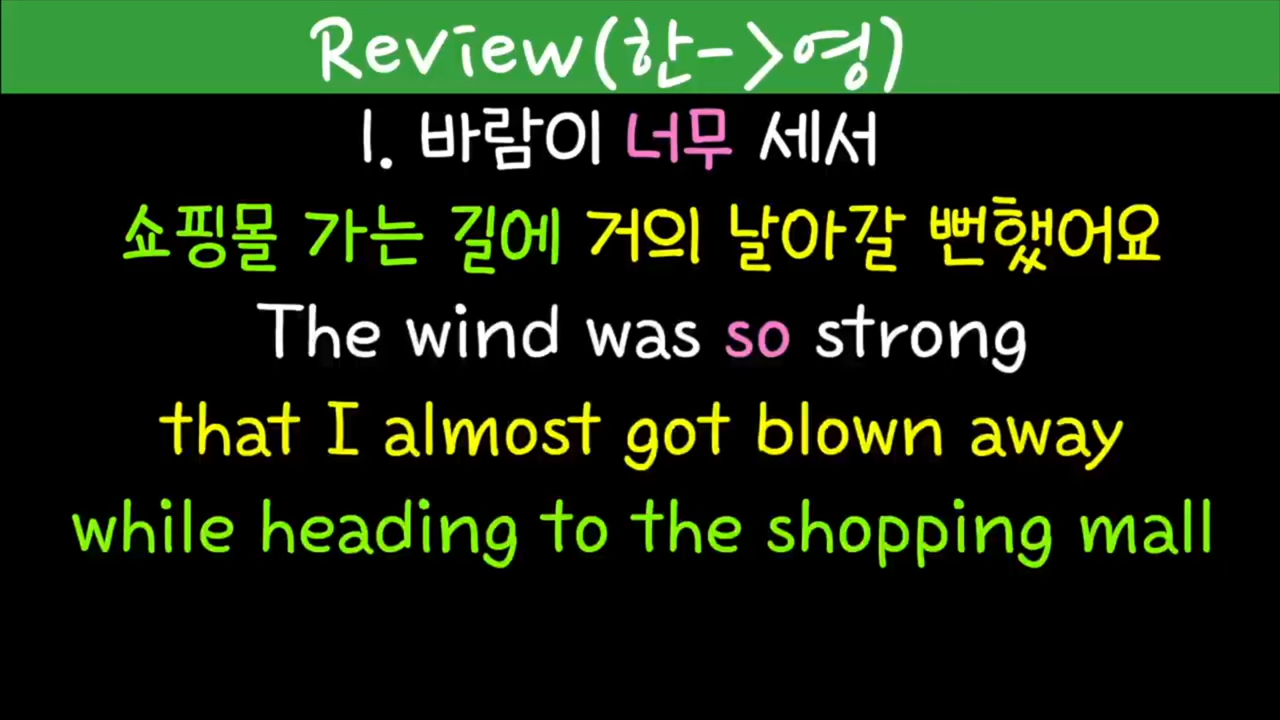 Review(한->영)
1. 바람이 너무 세서
쇼핑몰 가는 길에 거의 날아갈 뻔했어요
The wind was so strong
that I almost got blown away
while heading to the shopping mall